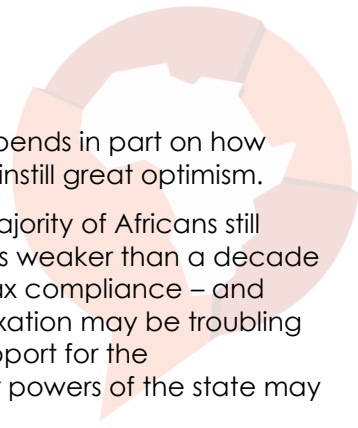 pends in part on how
instill great optimism.
ajority of Africans still
s weaker than a decade
ax compliance – and
xation may be troubling
pport for the
r powers of the state may